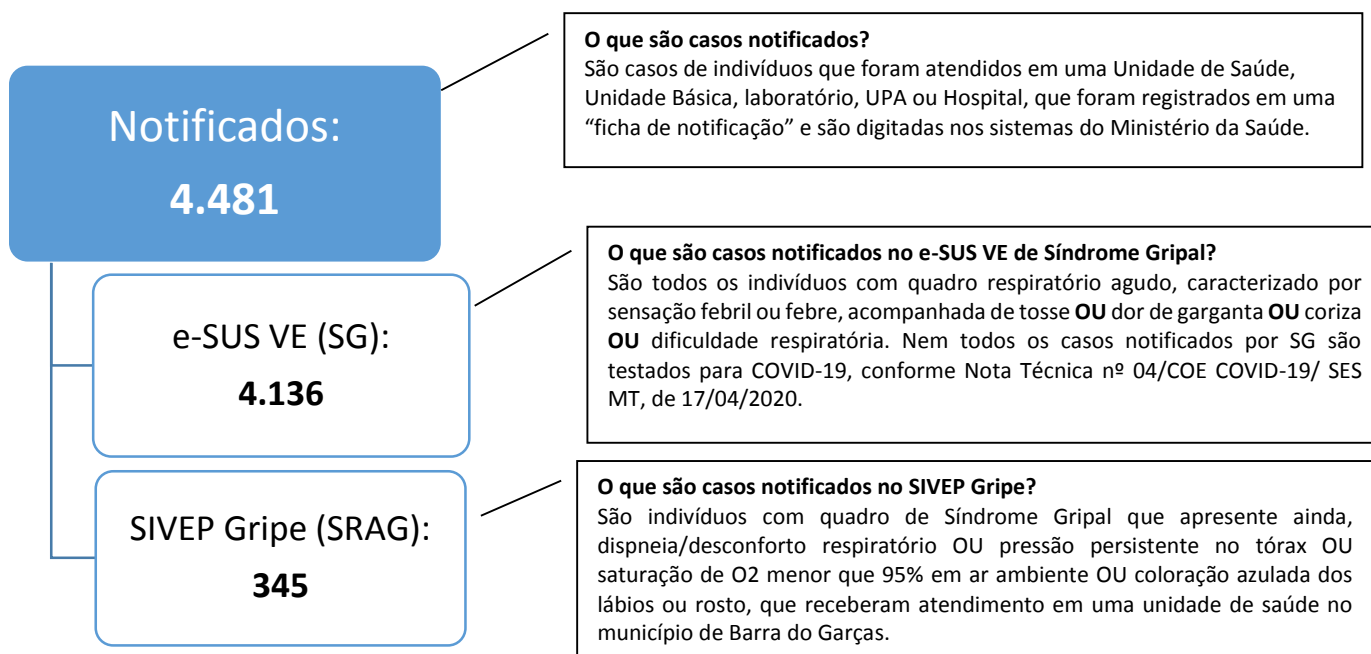 O que são casos notificados?
São casos de indivíduos que foram atendidos em uma Unidade de Saúde,
Unidade Básica, laboratório, UPA ou Hospital, que foram registrados em uma
“ficha de notificação” e são digitadas nos sistemas do Ministério da Saúde.
Notificados:
4.481
O que são casos notificados no e-SUS VE de Síndrome Gripal?
São todos os indivíduos com quadro respiratório agudo, caracterizado por
sensação febril ou febre, acompanhada de tosse OU dor de garganta OU coriza
OU dificuldade respiratória. Nem todos os casos notificados por SG são
testados para COVID-19, conforme Nota Técnica nº 04/COE COVID-19/ SES
MT, de 17/04/2020.
e-SUS VE (SG):
4.136
O que são casos notificados no SIVEP Gripe?
São indivíduos com quadro de Síndrome Gripal que apresente ainda,
dispneia/desconforto respiratório OU pressão persistente no tórax OU
saturação de O2 menor que 95% em ar ambiente OU coloração azulada dos
lábios ou rosto, que receberam atendimento em uma unidade de saúde no
município de Barra do Garças.
SIVEP Gripe (SRAG):
345